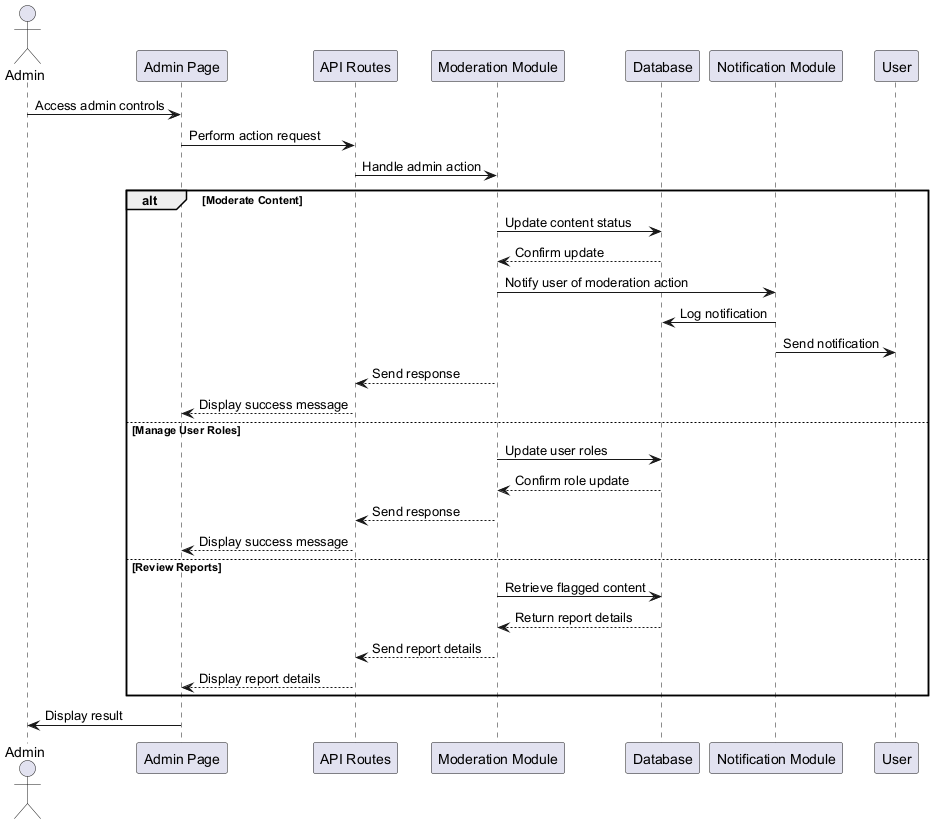 Admin
Admin Page
API Routes
Moderation Module
Database
Notification Module
User
Access admin controls
Perform action request
Handle admin action
alt [Moderate Content]
Update content status
Confirm update
Notify user of moderation action
Log notification
Send notification
Send response
Display success message
[Manage User Roles]
Update user roles
Confirm role update
Send response
Display success message
[Review Reports]
Retrieve flagged content
Return report details
Send report details
Display report details
Display result
Admin
Admin Page
API Routes
Moderation Module
Database
Notification Module
User